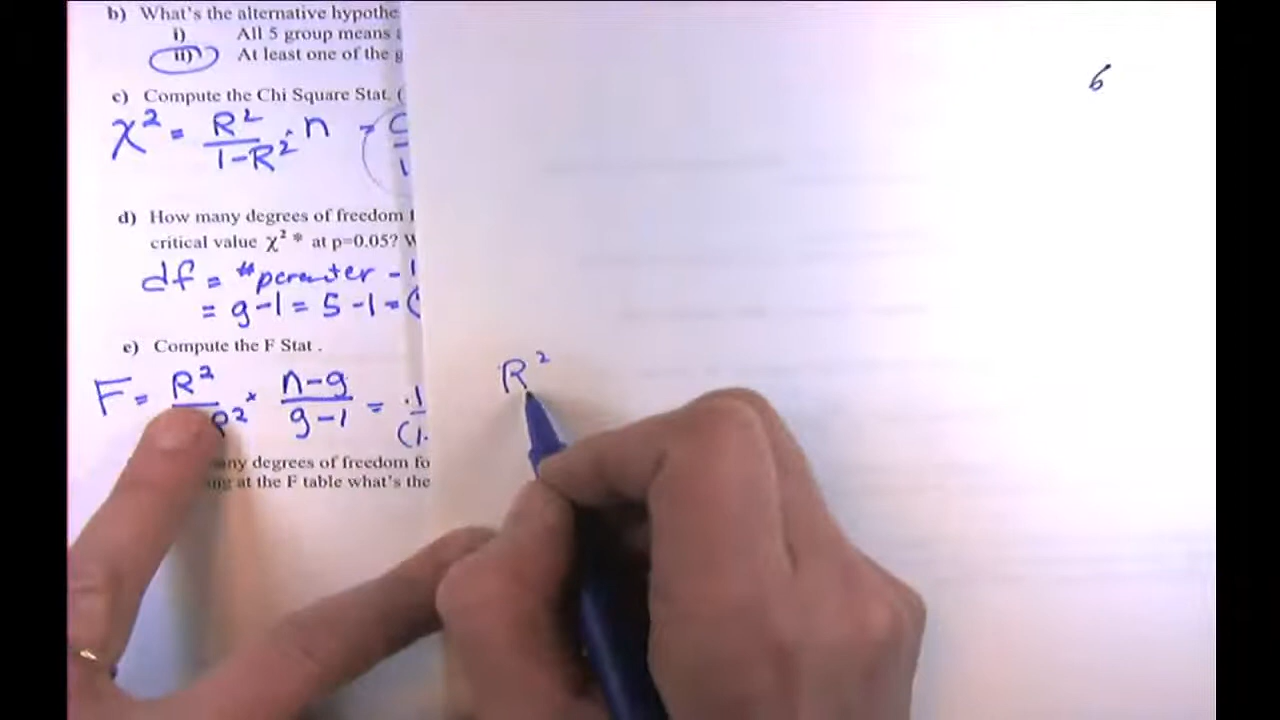 b) What's the alternative hypothe
i) All 5 group means
ii) At least one of the g
6
c) Compute the Chi Square Stat. (
χ² = R² / 1-R² · n =
d) How many degrees of freedom f
critical value χ² * at p=0.05? W
df = #perameter - 1
= g-1 = 5-1 =
e) Compute the F Stat .
F = R² / R² * n-g / g-1 = .1 / (1.
R²
any degrees of freedom fo
ng at the F table what's the